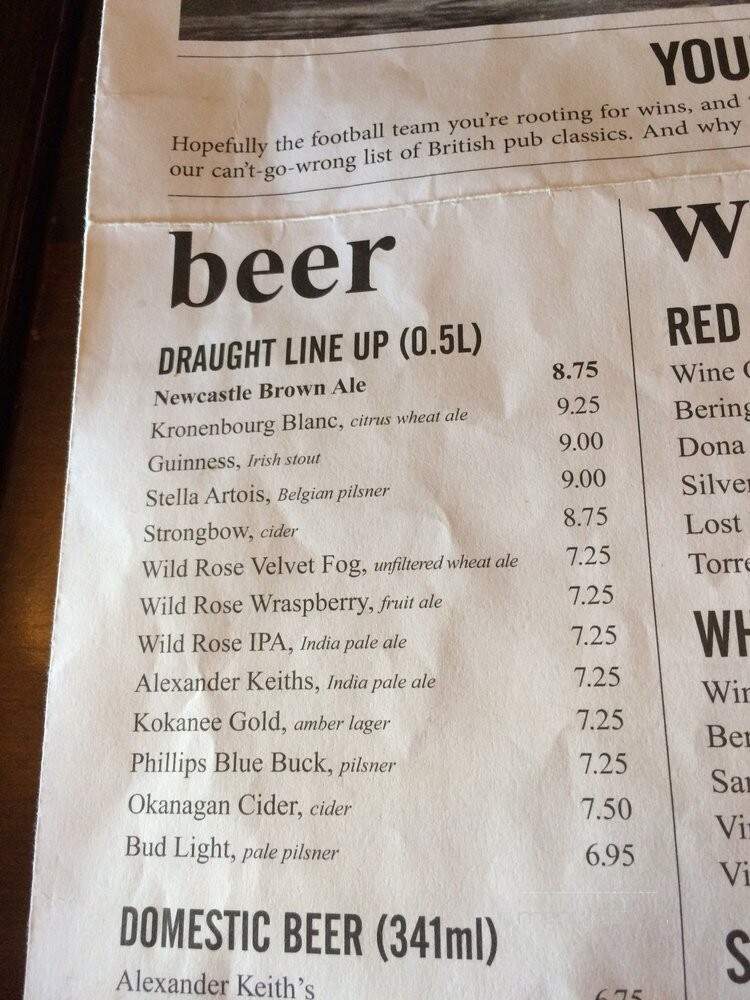 YOU
Hopefully the football team you're rooting for wins, and
our can't-go-wrong list of British pub classics. And why
beer
DRAUGHT LINE UP (0.5L)
Newcastle Brown Ale 8.75
Kronenbourg Blanc, citrus wheat ale 9.25
Guinness, Irish stout 9.00
Stella Artois, Belgian pilsner 9.00
Strongbow, cider 8.75
Wild Rose Velvet Fog, unfiltered wheat ale 7.25
Wild Rose Wraspberry, fruit ale 7.25
Wild Rose IPA, India pale ale 7.25
Alexander Keiths, India pale ale 7.25
Kokanee Gold, amber lager 7.25
Phillips Blue Buck, pilsner 7.25
Okanagan Cider, cider 7.50
Bud Light, pale pilsner 6.95
DOMESTIC BEER (341ml)
Alexander Keith's 6.75
RED
Wine
Dona
Lost